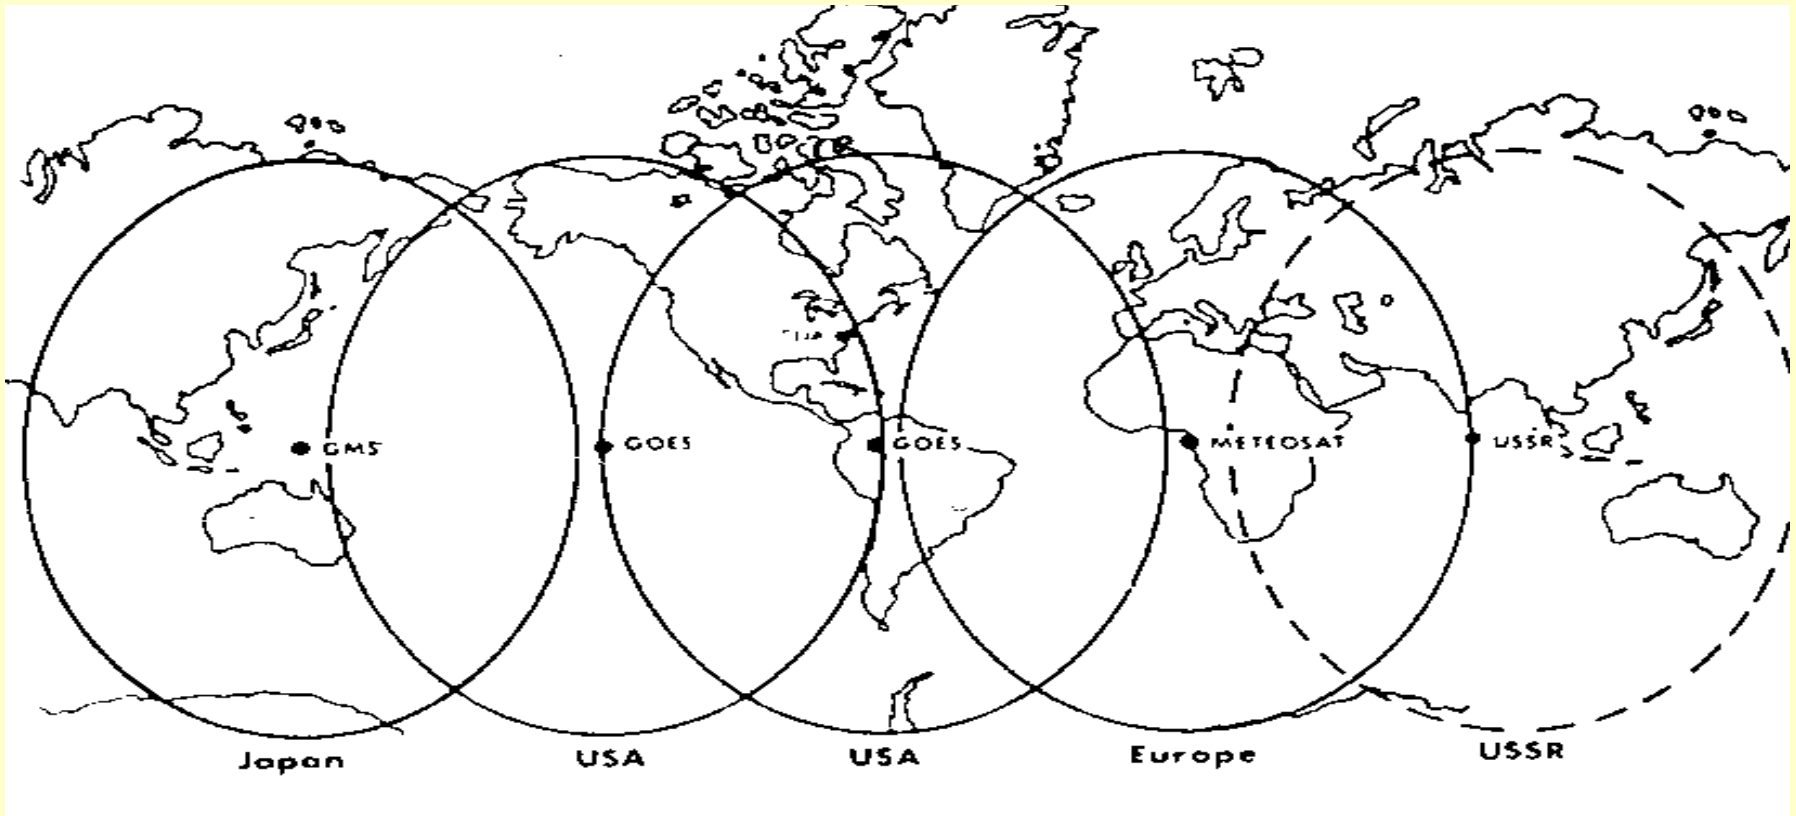 GMS
GOES
GOES
METEOSAT
USSR
Japan
USA
USA
Europe
USSR